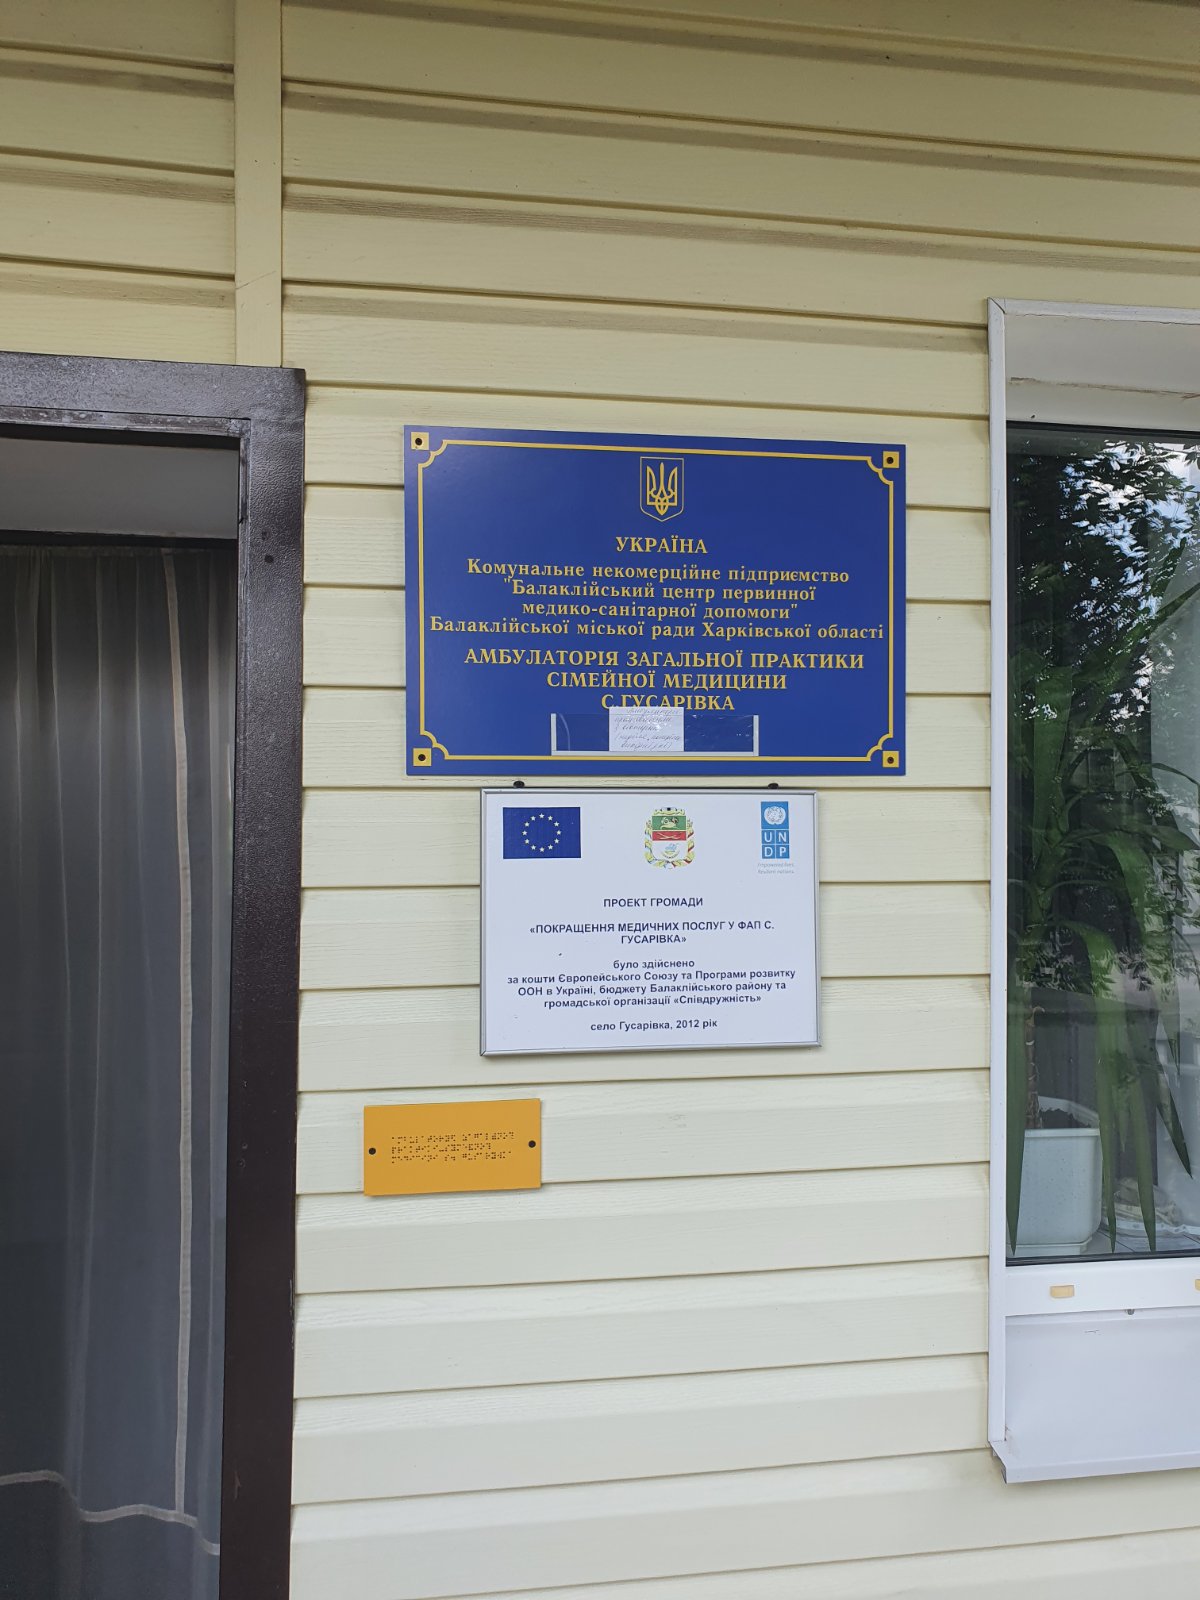 УКРАЇНА
Комунальне некомерційне підприємство
"Балаклійський центр первинної
медико-санітарної допомоги"
Балаклійської міської ради Харківської області
АМБУЛАТОРІЯ ЗАГАЛЬНОЇ ПРАКТИКИ
СІМЕЙНОЇ МЕДИЦИНИ
С.ГУСАРІВКА
U N
D P
ПРОЕКТ ГРОМАДИ
«ПОКРАЩЕННЯ МЕДИЧНИХ ПОСЛУГ У ФАП С.
ГУСАРІВКА»
було здійснено
за кошти Європейського Союзу та Програми розвитку
ООН в Україні, бюджету Балаклійського району та
громадської організації «Співдружність»
село Гусарівка, 2012 рік